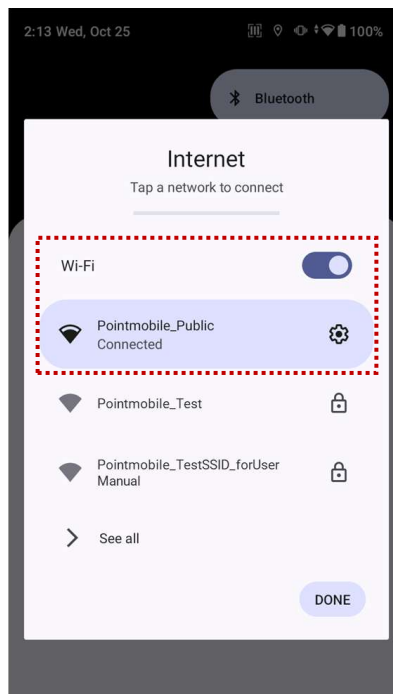 2:13 Wed, Oct 25 100%
Bluetooth
Internet
Tap a network to connect
Wi-Fi
Pointmobile_Public
Connected
Pointmobile_Test
Pointmobile_TestSSID_forUser
Manual
See all
DONE